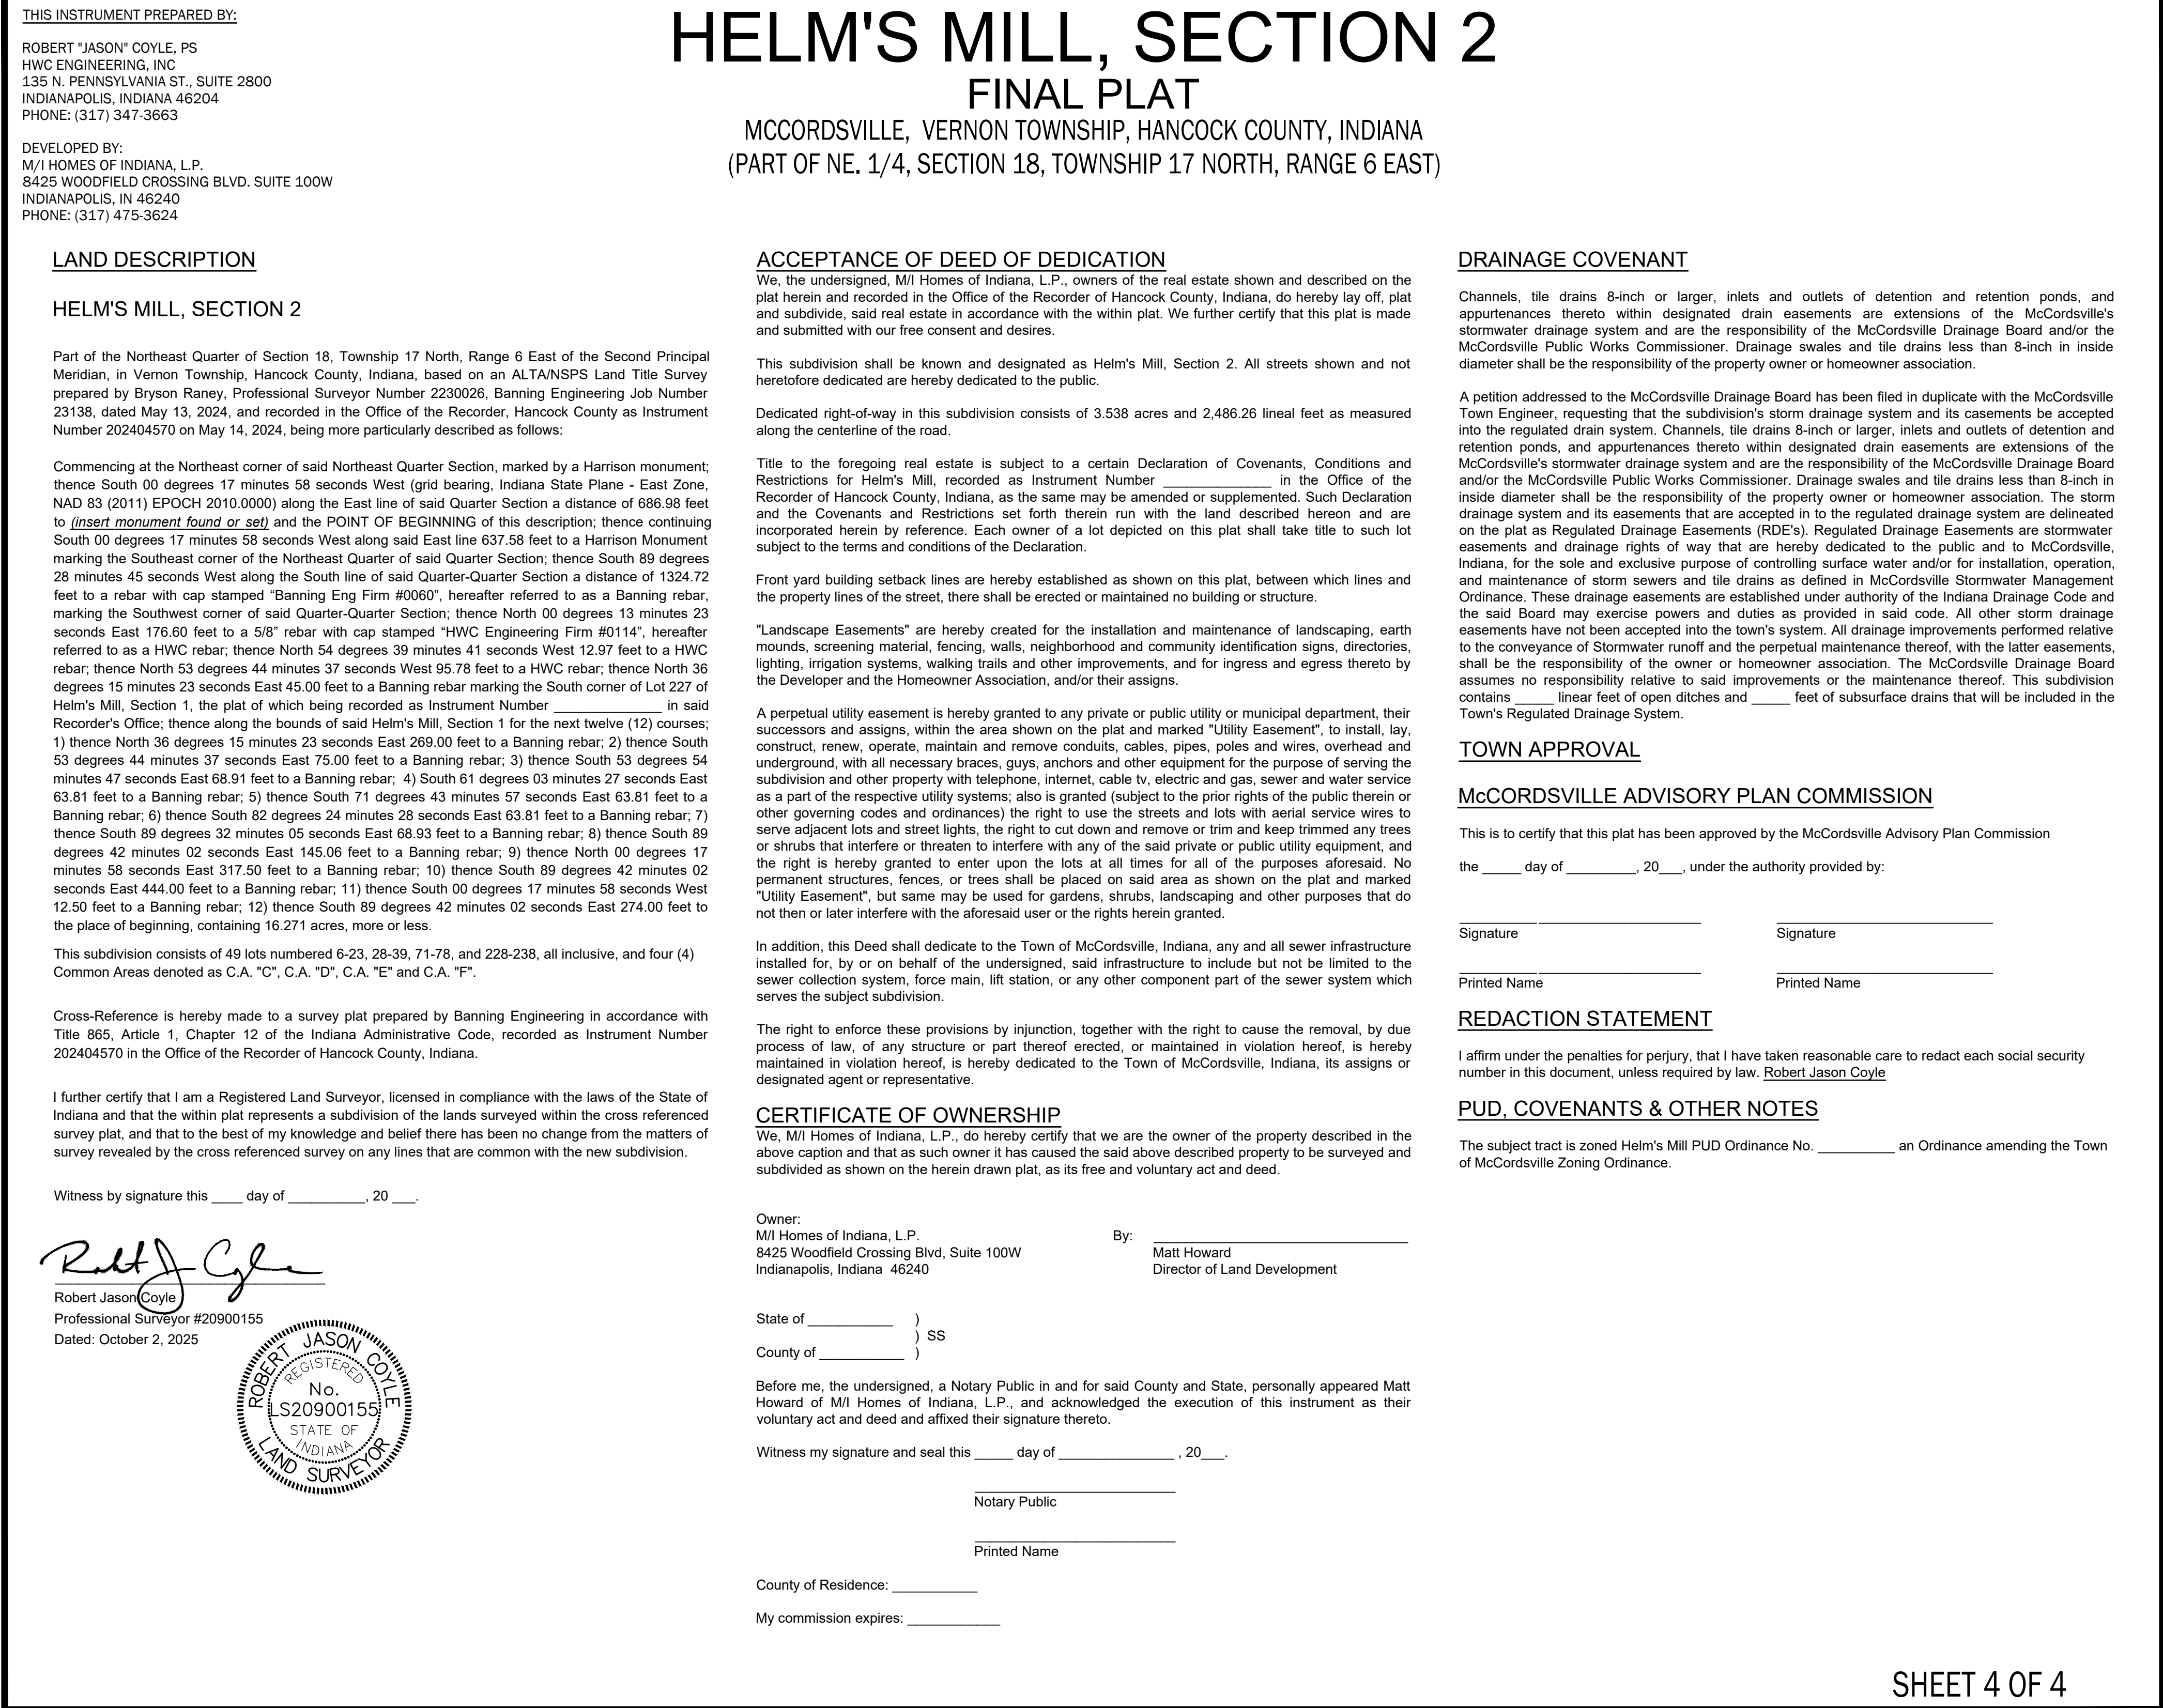 THIS INSTRUMENT PREPARED BY:
ROBERT "JASON" COYLE, PS
HWC ENGINEERING, INC
135 N. PENNSYLVANIA ST., SUITE 2800
INDIANAPOLIS, INDIANA 46204
PHONE: (317) 347-3663
DEVELOPED BY:
M/I HOMES OF INDIANA, L.P.
8425 WOODFIELD CROSSING BLVD. SUITE 100W
INDIANAPOLIS, IN 46240
PHONE: (317) 475-3624
HELM'S MILL, SECTION 2
FINAL PLAT
MCCORDSVILLE, VERNON TOWNSHIP, HANCOCK COUNTY, INDIANA
(PART OF NE. 1/4, SECTION 18, TOWNSHIP 17 NORTH, RANGE 6 EAST)
LAND DESCRIPTION
HELM'S MILL, SECTION 2
Part of the Northeast Quarter of Section 18, Township 17 North, Range 6 East of the Second Principal
Meridian, in Vernon Township, Hancock County, Indiana, based on an ALTA/NSPS Land Title Survey
prepared by Bryson Raney, Professional Surveyor Number 2230026, Banning Engineering Job Number
23138, dated May 13, 2024, and recorded in the Office of the Recorder, Hancock County as Instrument
Number 202404570 on May 14, 2024, being more particularly described as follows:
Commencing at the Northeast corner of said Northeast Quarter Section, marked by a Harrison monument;
thence South 00 degrees 17 minutes 58 seconds West (grid bearing, Indiana State Plane - East Zone,
NAD 83 (2011) EPOCH 2010.0000) along the East line of said Quarter Section a distance of 686.98 feet
to (insert monument found or set) and the POINT OF BEGINNING of this description; thence continuing
South 00 degrees 17 minutes 58 seconds West along said East line 637.58 feet to a Harrison Monument
marking the Southeast corner of the Northeast Quarter of said Quarter Section; thence South 89 degrees
28 minutes 45 seconds West along the South line of said Quarter-Quarter Section a distance of 1324.72
feet to a rebar with cap stamped “Banning Eng Firm #0060”, hereafter referred to as a Banning rebar,
marking the Southwest corner of said Quarter-Quarter Section; thence North 00 degrees 13 minutes 23
seconds East 176.60 feet to a 5/8” rebar with cap stamped “HWC Engineering Firm #0114”, hereafter
referred to as a HWC rebar; thence North 54 degrees 39 minutes 41 seconds West 12.97 feet to a HWC
rebar; thence North 53 degrees 44 minutes 37 seconds West 95.78 feet to a HWC rebar; thence North 36
degrees 15 minutes 23 seconds East 45.00 feet to a Banning rebar marking the South corner of Lot 227 of
Helm's Mill, Section 1, the plat of which being recorded as Instrument Number ______________ in said
Recorder's Office; thence along the bounds of said Helm's Mill, Section 1 for the next twelve (12) courses;
1) thence North 36 degrees 15 minutes 23 seconds East 269.00 feet to a Banning rebar; 2) thence South
53 degrees 44 minutes 37 seconds East 75.00 feet to a Banning rebar; 3) thence South 53 degrees 54
minutes 47 seconds East 68.91 feet to a Banning rebar; 4) South 61 degrees 03 minutes 27 seconds East
63.81 feet to a Banning rebar; 5) thence South 71 degrees 43 minutes 57 seconds East 63.81 feet to a
Banning rebar; 6) thence South 82 degrees 24 minutes 28 seconds East 63.81 feet to a Banning rebar; 7)
thence South 89 degrees 32 minutes 05 seconds East 68.93 feet to a Banning rebar; 8) thence South 89
degrees 42 minutes 02 seconds East 145.06 feet to a Banning rebar; 9) thence North 00 degrees 17
minutes 58 seconds East 317.50 feet to a Banning rebar; 10) thence South 89 degrees 42 minutes 02
seconds East 444.00 feet to a Banning rebar; 11) thence South 00 degrees 17 minutes 58 seconds West
12.50 feet to a Banning rebar; 12) thence South 89 degrees 42 minutes 02 seconds East 274.00 feet to
the place of beginning, containing 16.271 acres, more or less.
This subdivision consists of 49 lots numbered 6-23, 28-39, 71-78, and 228-238, all inclusive, and four (4)
Common Areas denoted as C.A. "C", C.A. "D", C.A. "E" and C.A. "F".
Cross-Reference is hereby made to a survey plat prepared by Banning Engineering in accordance with
Title 865, Article 1, Chapter 12 of the Indiana Administrative Code, recorded as Instrument Number
202404570 in the Office of the Recorder of Hancock County, Indiana.
I further certify that I am a Registered Land Surveyor, licensed in compliance with the laws of the State of
Indiana and that the within plat represents a subdivision of the lands surveyed within the cross referenced
survey plat, and that to the best of my knowledge and belief there has been no change from the matters of
survey revealed by the cross referenced survey on any lines that are common with the new subdivision.
Witness by signature this ____ day of __________, 20 ___.
Robert Jason Coyle
Professional Surveyor #20900155
Dated: October 2, 2025
ROBERT JASON COYLE
REGISTERED
No.
LS20900155
STATE OF
INDIANA
LAND SURVEYOR
ACCEPTANCE OF DEED OF DEDICATION
We, the undersigned, M/I Homes of Indiana, L.P., owners of the real estate shown and described on the
plat herein and recorded in the Office of the Recorder of Hancock County, Indiana, do hereby lay off, plat
and subdivide, said real estate in accordance with the within plat. We further certify that this plat is made
and submitted with our free consent and desires.
This subdivision shall be known and designated as Helm's Mill, Section 2. All streets shown and not
heretofore dedicated are hereby dedicated to the public.
Dedicated right-of-way in this subdivision consists of 3.538 acres and 2,486.26 lineal feet as measured
along the centerline of the road.
Title to the foregoing real estate is subject to a certain Declaration of Covenants, Conditions and
Restrictions for Helm's Mill, recorded as Instrument Number ______________ in the Office of the
Recorder of Hancock County, Indiana, as the same may be amended or supplemented. Such Declaration
and the Covenants and Restrictions set forth therein run with the land described hereon and are
incorporated herein by reference. Each owner of a lot depicted on this plat shall take title to such lot
subject to the terms and conditions of the Declaration.
Front yard building setback lines are hereby established as shown on this plat, between which lines and
the property lines of the street, there shall be erected or maintained no building or structure.
"Landscape Easements" are hereby created for the installation and maintenance of landscaping, earth
mounds, screening material, fencing, walls, neighborhood and community identification signs, directories,
lighting, irrigation systems, walking trails and other improvements, and for ingress and egress thereto by
the Developer and the Homeowner Association, and/or their assigns.
A perpetual utility easement is hereby granted to any private or public utility or municipal department, their
successors and assigns, within the area shown on the plat and marked "Utility Easement", to install, lay,
construct, renew, operate, maintain and remove conduits, cables, pipes, poles and wires, overhead and
underground, with all necessary braces, guys, anchors and other equipment for the purpose of serving the
subdivision and other property with telephone, internet, cable tv, electric and gas, sewer and water service
as a part of the respective utility systems; also is granted (subject to the prior rights of the public therein or
other governing codes and ordinances) the right to use the streets and lots with aerial service wires to
serve adjacent lots and street lights, the right to cut down and remove or trim and keep trimmed any trees
or shrubs that interfere or threaten to interfere with any of the said private or public utility equipment, and
the right is hereby granted to enter upon the lots at all times for all of the purposes aforesaid. No
permanent structures, fences, or trees shall be placed on said area as shown on the plat and marked
"Utility Easement", but same may be used for gardens, shrubs, landscaping and other purposes that do
not then or later interfere with the aforesaid user or the rights herein granted.
In addition, this Deed shall dedicate to the Town of McCordsville, Indiana, any and all sewer infrastructure
installed for, by or on behalf of the undersigned, said infrastructure to include but not be limited to the
sewer collection system, force main, lift station, or any other component part of the sewer system which
serves the subject subdivision.
The right to enforce these provisions by injunction, together with the right to cause the removal, by due
process of law, of any structure or part thereof erected, or maintained in violation hereof, is hereby
maintained in violation hereof, is hereby dedicated to the Town of McCordsville, Indiana, its assigns or
designated agent or representative.
CERTIFICATE OF OWNERSHIP
We, M/I Homes of Indiana, L.P., do hereby certify that we are the owner of the property described in the
above caption and that as such owner it has caused the said above described property to be surveyed and
subdivided as shown on the herein drawn plat, as its free and voluntary act and deed.
Owner:
M/I Homes of Indiana, L.P.
8425 Woodfield Crossing Blvd, Suite 100W
Indianapolis, Indiana 46240
By: _________________________________
Matt Howard
Director of Land Development
State of ___________ )
) SS
County of ___________ )
Before me, the undersigned, a Notary Public in and for said County and State, personally appeared Matt
Howard of M/I Homes of Indiana, L.P., and acknowledged the execution of this instrument as their
voluntary act and deed and affixed their signature thereto.
Witness my signature and seal this _____ day of _______________ , 20___.
Notary Public
Printed Name
County of Residence: ___________
My commission expires: ____________
DRAINAGE COVENANT
Channels, tile drains 8-inch or larger, inlets and outlets of detention and retention ponds, and
appurtenances thereto within designated drain easements are extensions of the McCordsville's
stormwater drainage system and are the responsibility of the McCordsville Drainage Board and/or the
McCordsville Public Works Commissioner. Drainage swales and tile drains less than 8-inch in inside
diameter shall be the responsibility of the property owner or homeowner association.
A petition addressed to the McCordsville Drainage Board has been filed in duplicate with the McCordsville
Town Engineer, requesting that the subdivision's storm drainage system and its casements be accepted
into the regulated drain system. Channels, tile drains 8-inch or larger, inlets and outlets of detention and
retention ponds, and appurtenances thereto within designated drain easements are extensions of the
McCordsville's stormwater drainage system and are the responsibility of the McCordsville Drainage Board
and/or the McCordsville Public Works Commissioner. Drainage swales and tile drains less than 8-inch in
inside diameter shall be the responsibility of the property owner or homeowner association. The storm
drainage system and its easements that are accepted in to the regulated drainage system are delineated
on the plat as Regulated Drainage Easements (RDE's). Regulated Drainage Easements are stormwater
easements and drainage rights of way that are hereby dedicated to the public and to McCordsville,
Indiana, for the sole and exclusive purpose of controlling surface water and/or for installation, operation,
and maintenance of storm sewers and tile drains as defined in McCordsville Stormwater Management
Ordinance. These drainage easements are established under authority of the Indiana Drainage Code and
the said Board may exercise powers and duties as provided in said code. All other storm drainage
easements have not been accepted into the town's system. All drainage improvements performed relative
to the conveyance of Stormwater runoff and the perpetual maintenance thereof, with the latter easements,
shall be the responsibility of the owner or homeowner association. The McCordsville Drainage Board
assumes no responsibility relative to said improvements or the maintenance thereof. This subdivision
contains _____ linear feet of open ditches and _____ feet of subsurface drains that will be included in the
Town's Regulated Drainage System.
TOWN APPROVAL
McCORDSVILLE ADVISORY PLAN COMMISSION
This is to certify that this plat has been approved by the McCordsville Advisory Plan Commission
the _____ day of _________, 20___, under the authority provided by:
Signature Signature
Printed Name Printed Name
REDACTION STATEMENT
I affirm under the penalties for perjury, that I have taken reasonable care to redact each social security
number in this document, unless required by law. Robert Jason Coyle
PUD, COVENANTS & OTHER NOTES
The subject tract is zoned Helm's Mill PUD Ordinance No. __________ an Ordinance amending the Town
of McCordsville Zoning Ordinance.
SHEET 4 OF 4